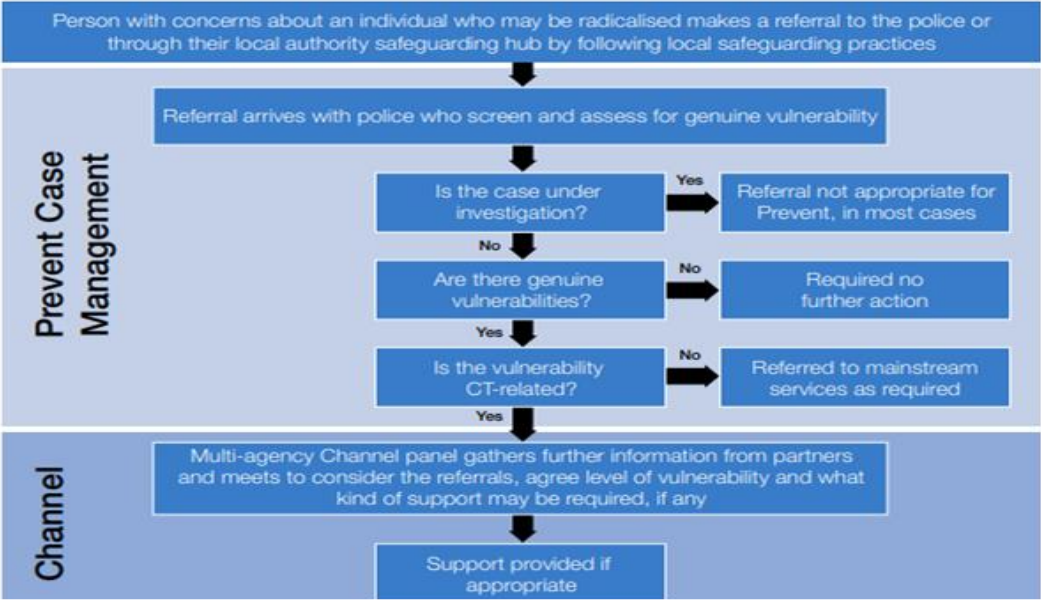 Person with concerns about an individual who may be radicalised makes a referral to the police or
through their local authority safeguarding hub by following local safeguarding practices
Prevent Case
Management
Referral arrives with police who screen and assess for genuine vulnerability
Is the case under
investigation?
Yes
Referral not appropriate for
Prevent, in most cases
No
Are there genuine
vulnerabilities?
No
Required no
further action
Yes
Is the vulnerability
CT-related?
No
Referred to mainstream
services as required
Yes
Channel
Multi-agency Channel panel gathers further information from partners
and meets to consider the referrals, agree level of vulnerability and what
kind of support may be required, if any
Support provided if
appropriate